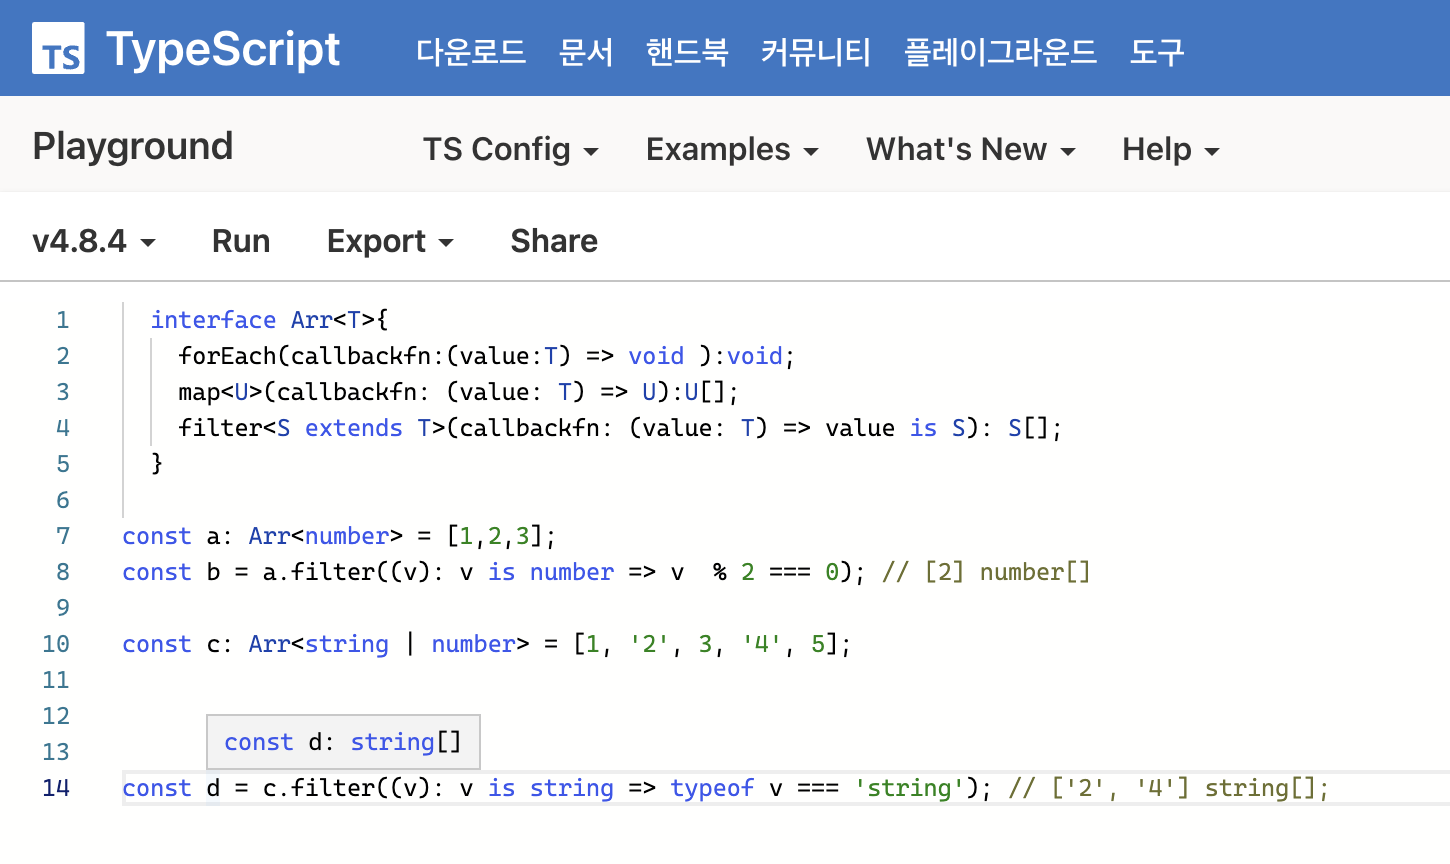 TS TypeScript 다운로드 문서 핸드북 커뮤니티 플레이그라운드 도구
Playground TS Config Examples What's New Help
v4.8.4 Run Export Share
1 interface Arr<T>{
2 forEach(callbackfn:(value:T) => void ):void;
3 map<U>(callbackfn: (value: T) => U):U[];
4 filter<S extends T>(callbackfn: (value: T) => value is S): S[];
5 }
6
7 const a: Arr<number> = [1,2,3];
8 const b = a.filter((v): v is number => v  % 2 === 0); // [2] number[]
9
10 const c: Arr<string | number> = [1, '2', 3, '4', 5];
11
12
const d: string[]
13
14 const d = c.filter((v): v is string => typeof v === 'string'); // ['2', '4'] string[];